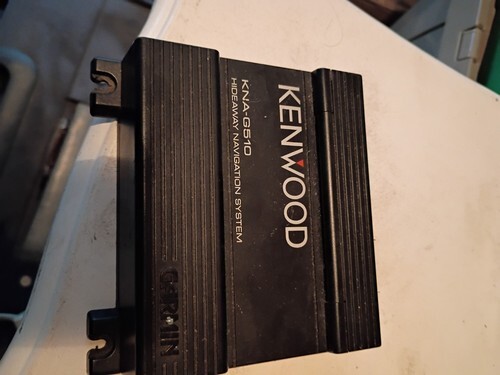 KENWOOD
KNA-G510
HIDEAWAY NAVIGATION SYSTEM
GARMIN